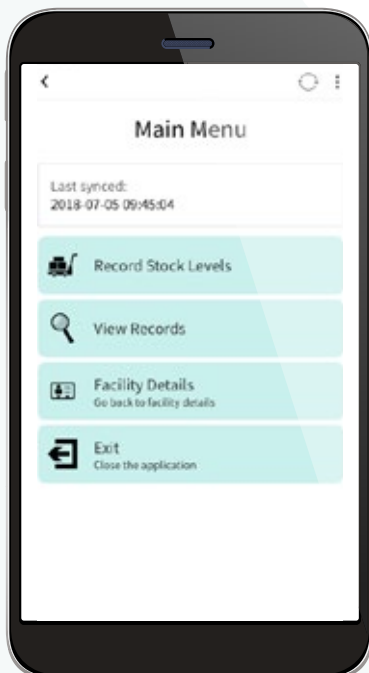 Main Menu
Last synced:
2018-07-05 09:45:04
Record Stock Levels
View Records
Facility Details
Go back to facility details
Exit
Close the application